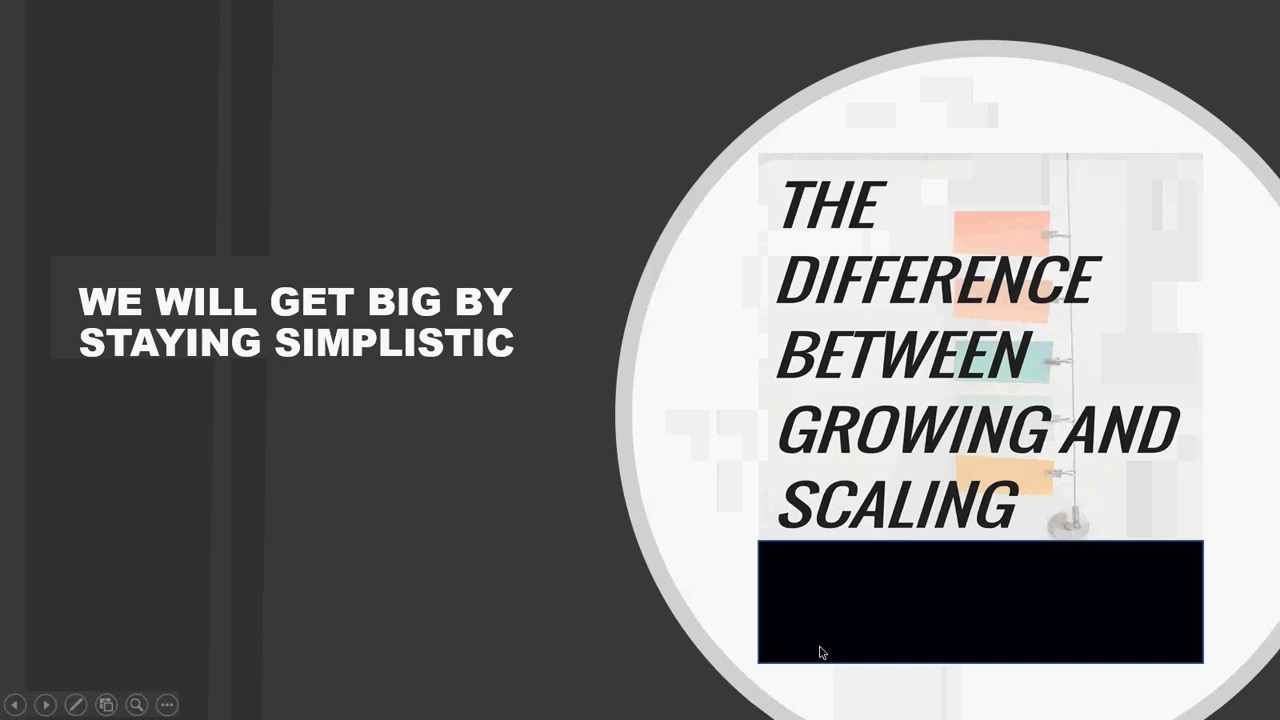 WE WILL GET BIG BY
STAYING SIMPLISTIC
THE
DIFFERENCE
BETWEEN
GROWING AND
SCALING